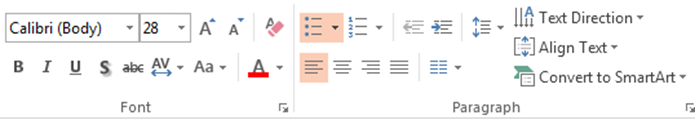 Calibri (Body) 28 A A Text Direction
Align Text
B I U S abc AV Aa A Convert to SmartArt
Font Paragraph